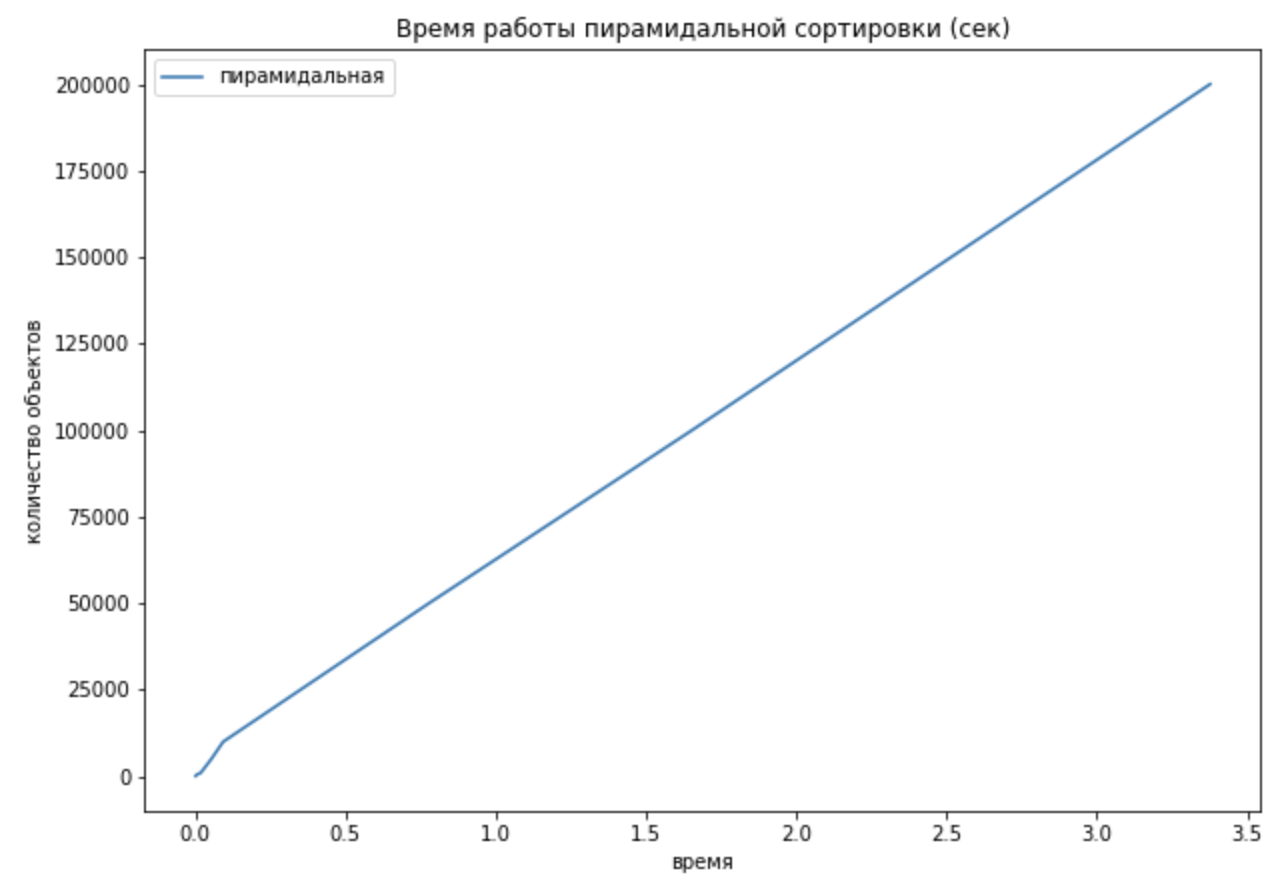 Время работы пирамидальной сортировки (сек)
пирамидальная
200000
175000
150000
125000
100000
75000
50000
25000
0
количество объектов
0.0 0.5 1.0 1.5 2.0 2.5 3.0 3.5
время